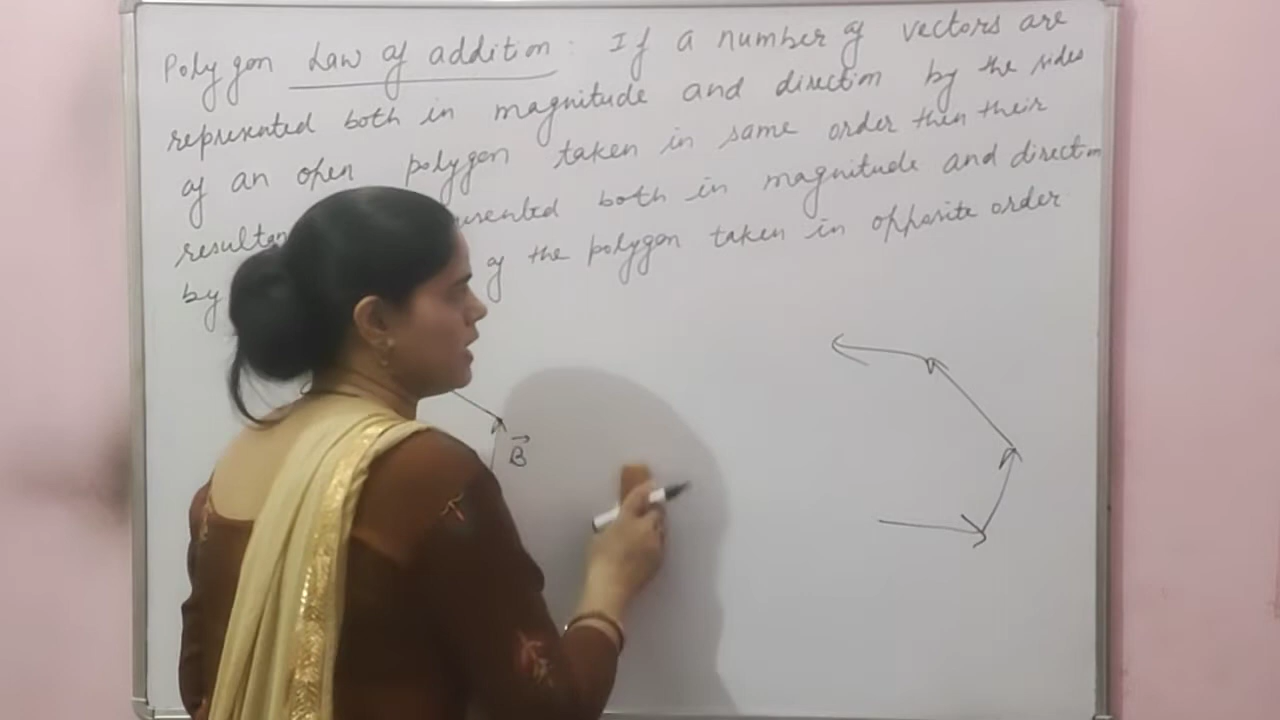 Polygon Law of addition : If a number of vectors are
represented both in magnitude and direction by the sides
of an open polygon taken in same order then their
both in magnitude and direction
by of the polygon taken in opposite order
B